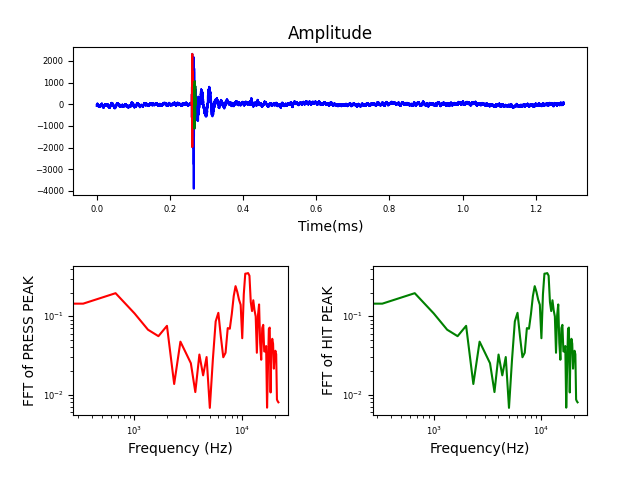 Amplitude
2000
1000
0
−1000
−2000
−3000
−4000
0.0 0.2 0.4 0.6 0.8 1.0 1.2
Time(ms)
FFT of PRESS PEAK
10⁻¹
10⁻²
10³ 10⁴
Frequency (Hz)
FFT of HIT PEAK
10⁻¹
10⁻²
10³ 10⁴
Frequency(Hz)